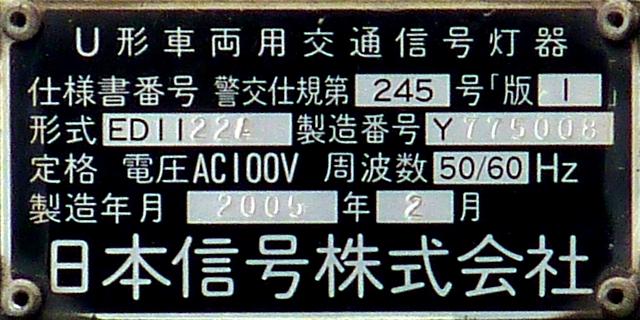 U形車両用交通信号灯器
仕様書番号 警交仕規第 245 号「版 1」
形式 ED1122A 製造番号 Y775008
定格 電圧AC100V 周波数 50/60 Hz
製造年月 2005 年 2 月
日本信号株式会社